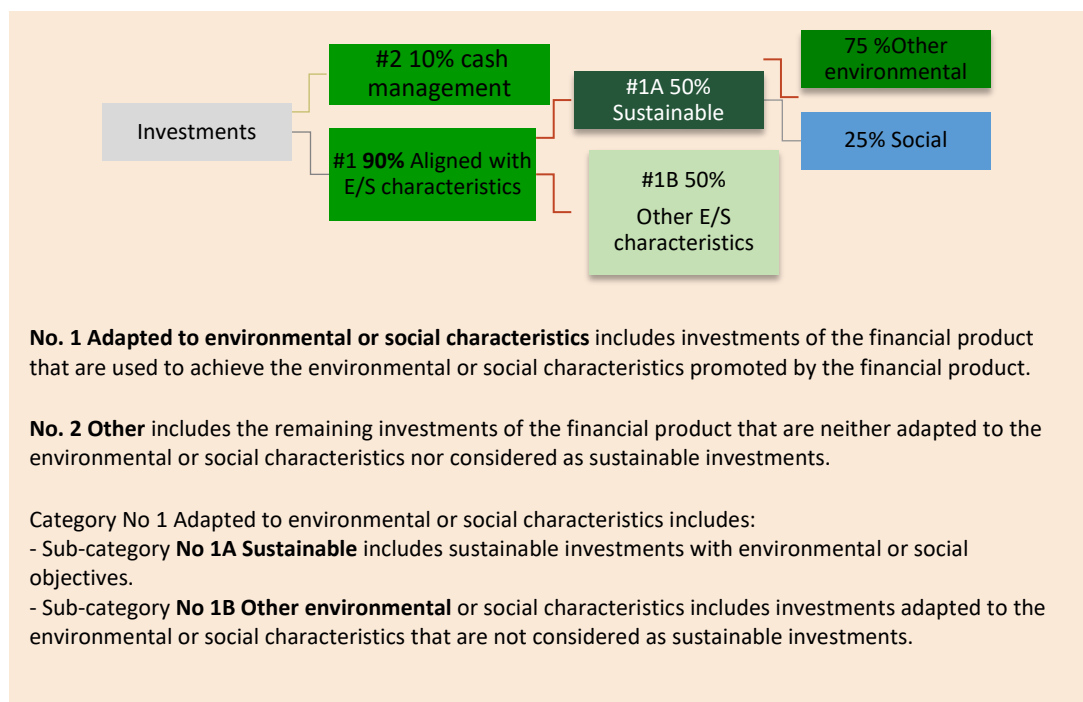 #2 10% cash
management
Investments
#1 90% Aligned with
E/S characteristics
#1A 50%
Sustainable
#1B 50%
Other E/S
characteristics
75 %Other
environmental
25% Social
No. 1 Adapted to environmental or social characteristics includes investments of the financial product
that are used to achieve the environmental or social characteristics promoted by the financial product.
No. 2 Other includes the remaining investments of the financial product that are neither adapted to the
environmental or social characteristics nor considered as sustainable investments.
Category No 1 Adapted to environmental or social characteristics includes:
- Sub-category No 1A Sustainable includes sustainable investments with environmental or social
objectives.
- Sub-category No 1B Other environmental or social characteristics includes investments adapted to the
environmental or social characteristics that are not considered as sustainable investments.